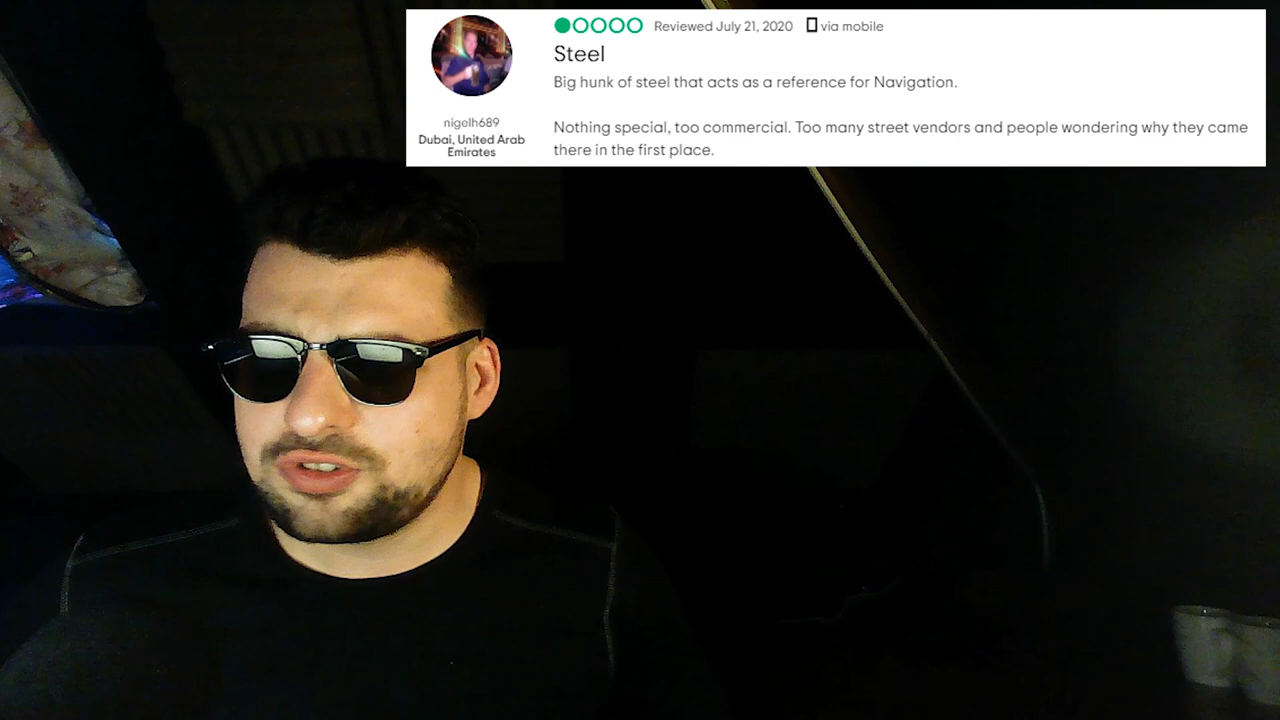 Reviewed July 21, 2020 via mobile
Steel
Big hunk of steel that acts as a reference for Navigation.
nigelh689
Dubai, United Arab
Emirates
Nothing special, too commercial. Too many street vendors and people wondering why they came
there in the first place.